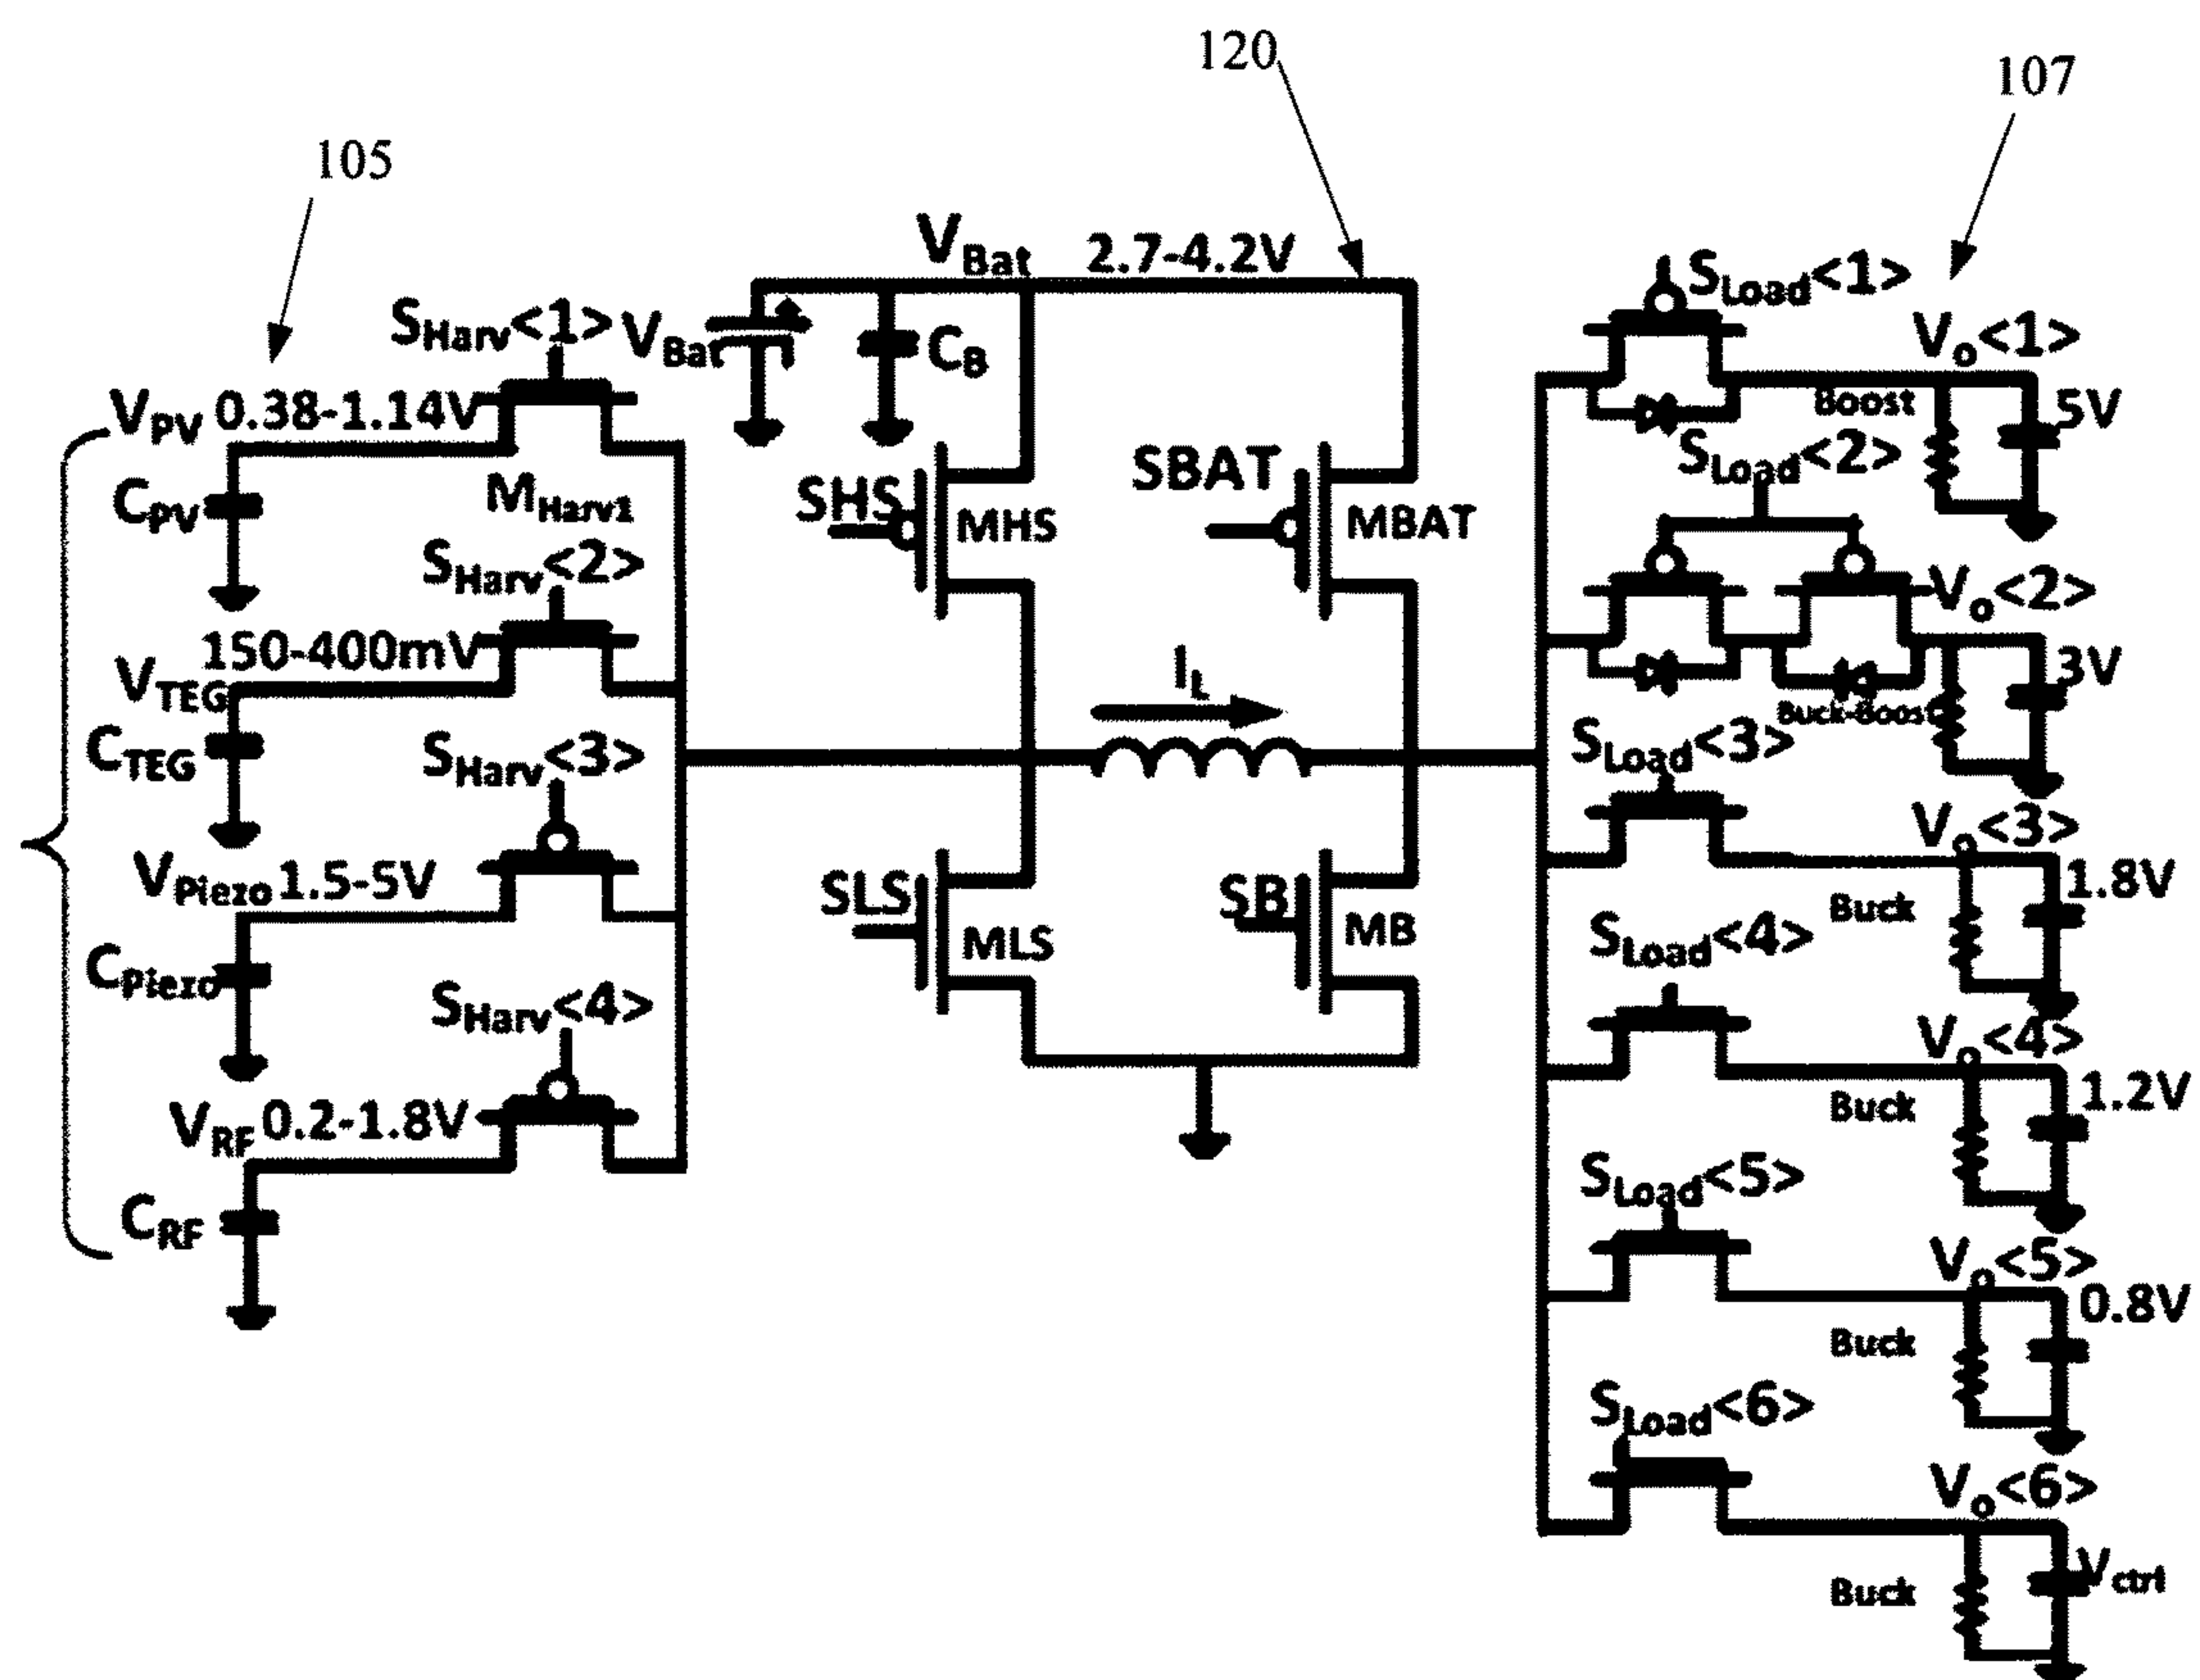 120
107
105
VBat 2.7-4.2V
SLoad<1>
SHarv<1>
VBat
CB
Vo<1>
VPV 0.38-1.14V
Boost
5V
CPV
MHarv1
SHS
MHS
SBAT
MBAT
SLoad<2>
SHarv<2>
Vo<2>
VTEG 150-400mV
IL
3V
Buck-Boost
CTEG
SHarv<3>
SLoad<3>
Vo<3>
VPiezo 1.5-5V
SLS
MLS
SB
MB
Buck
1.8V
CPiezo
SLoad<4>
SHarv<4>
Vo<4>
VRF 0.2-1.8V
Buck
1.2V
CRF
SLoad<5>
Vo<5>
0.8V
Buck
SLoad<6>
Vo<6>
Buck
Vctrl